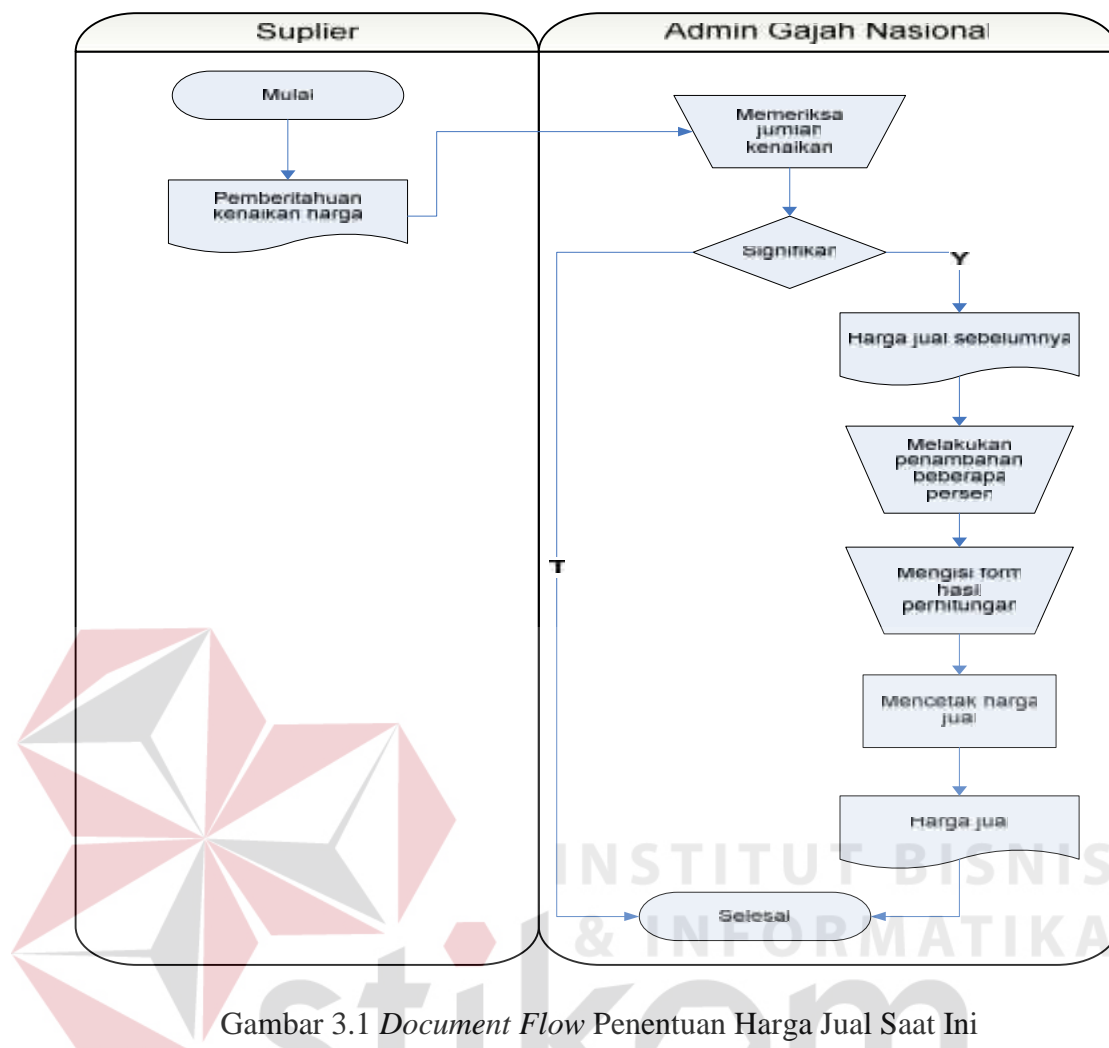 Suplier
Admin Gajah Nasional
Mulai
Pemberitahuan
kenaikan harga
Memeriksa
jumlah
kenaikan
Signifikan
Y
T
Harga jual sebelumnya
Melakukan
penambahan
beberapa
persen
Mengisi form
hasil
perhitungan
Mencetak harga
jual
Harga jual
Selesai
INSTITUT BISNIS
& INFORMATIKA
stikom
Gambar 3.1 Document Flow Penentuan Harga Jual Saat Ini